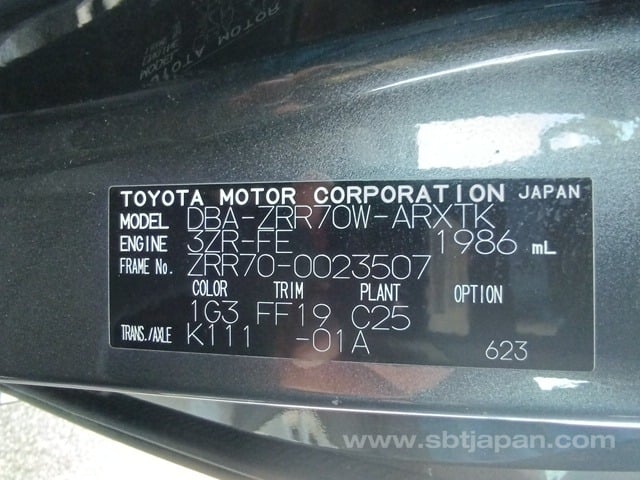 TOYOTA MOTOR CORPORATION JAPAN
MODEL DBA-ZRR70W-ARXTK
ENGINE 3ZR-FE 1986 mL
FRAME No. ZRR70-0023507
COLOR TRIM PLANT OPTION
1G3 FF19 C25
TRANS./AXLE K111 -01A
623
www.sbtjapan.com